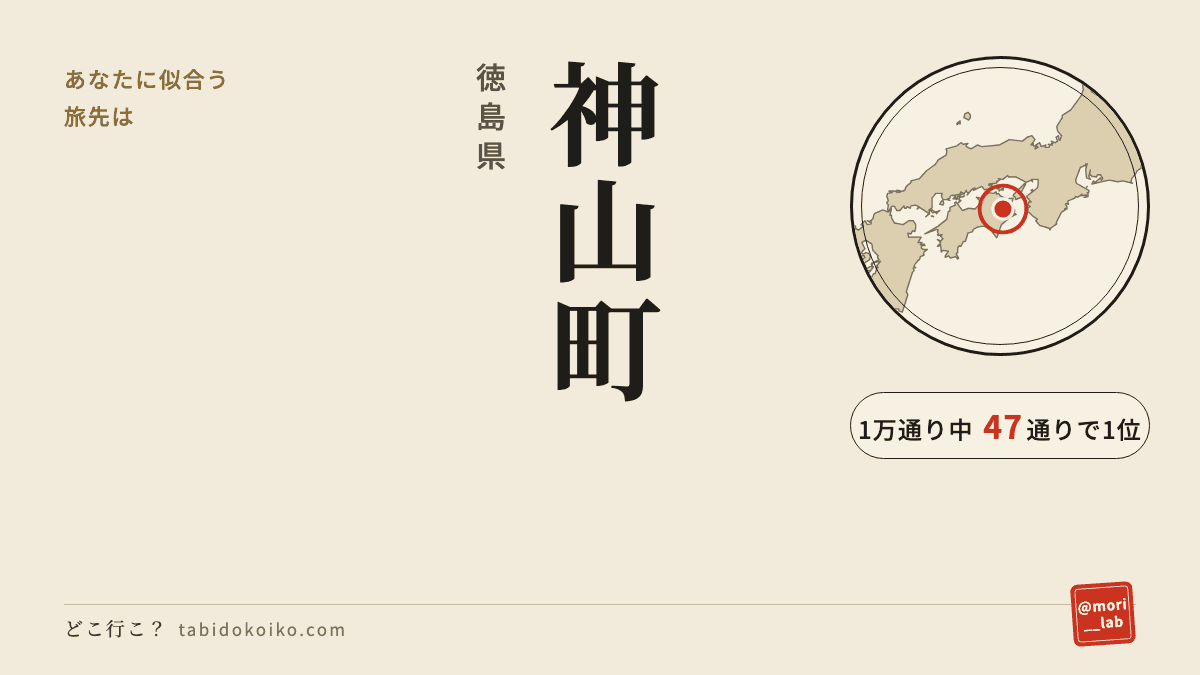 あなたに似合う
旅先は
徳島県
神山町
1万通り中 47通りで1位
どこ行こ? tabidokoiko.com
@mori
__lab